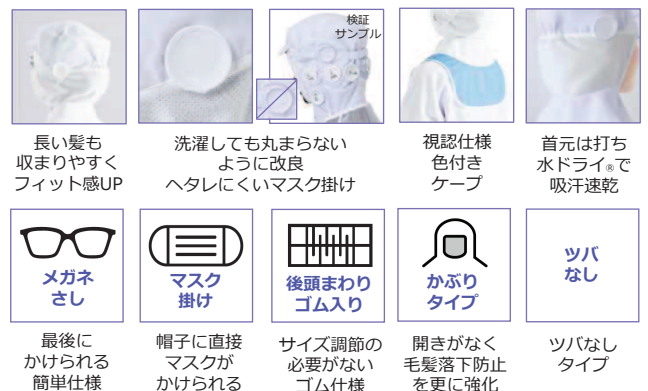 検証
サンプル
長い髪も
収まりやすく
フィット感UP
洗濯しても丸まらない
ように改良
ヘタレにくいマスク掛け
視認仕様
色付き
ケープ
首元は打ち
水ドライ®で
吸汗速乾
メガネ
さし
マスク
掛け
後頭まわり
ゴム入り
かぶり
タイプ
ツバ
なし
最後に
かけられる
簡単仕様
帽子に直接
マスクが
かけられる
サイズ調節の
必要がない
ゴム仕様
開きがなく
毛髪落下防止
を更に強化
ツバなし
タイプ